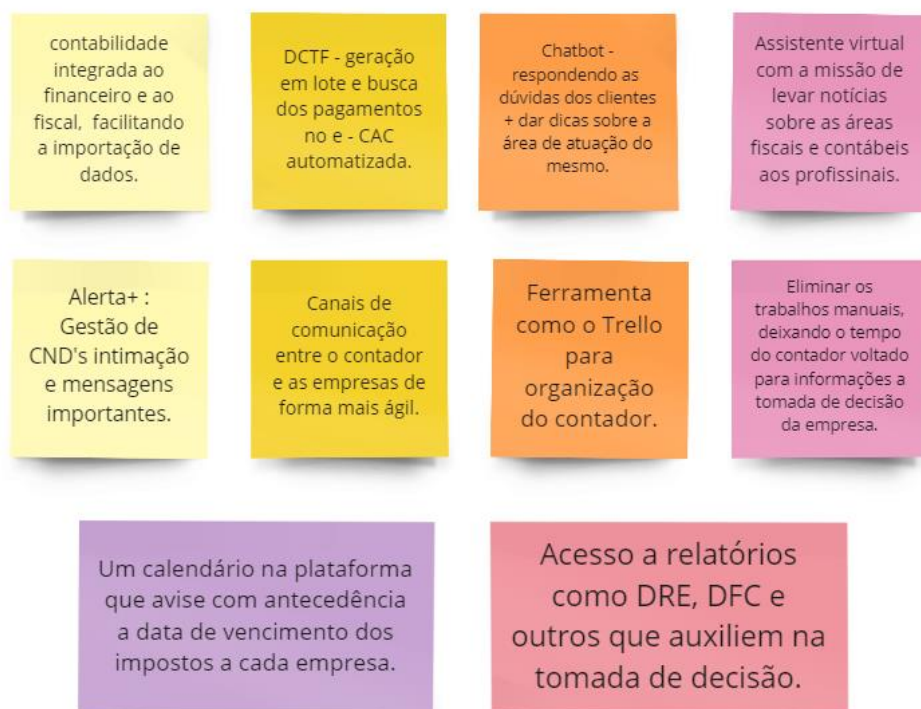 contabilidade
integrada ao
financeiro e ao
fiscal, facilitando
a importação de
dados.
DCTF - geração
em lote e busca
dos pagamentos
no e - CAC
automatizada.
Chatbot -
respondendo as
dúvidas dos clientes
+ dar dicas sobre a
área de atuação do
mesmo.
Assistente virtual
com a missão de
levar notícias
sobre as áreas
fiscais e contábeis
aos profissinais.
Alerta+ :
Gestão de
CND's intimação
e mensagens
importantes.
Canais de
comunicação
entre o contador
e as empresas de
forma mais ágil.
Ferramenta
como o Trello
para
organização
do contador.
Eliminar os
trabalhos manuais,
deixando o tempo
do contador voltado
para informações a
tomada de decisão
da empresa.
Um calendário na plataforma
que avise com antecedência
a data de vencimento dos
impostos a cada empresa.
Acesso a relatórios
como DRE, DFC e
outros que auxiliem na
tomada de decisão.